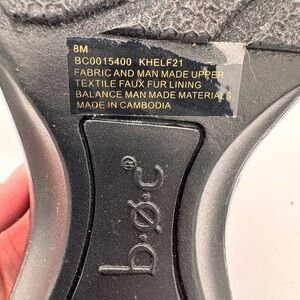 8M
BC0015400 KHELF21
FABRIC AND MAN MADE UPPER
TEXTILE FAUX FUR LINING
BALANCE MAN MADE MATERIALS
MADE IN CAMBODIA
b·ø·c®